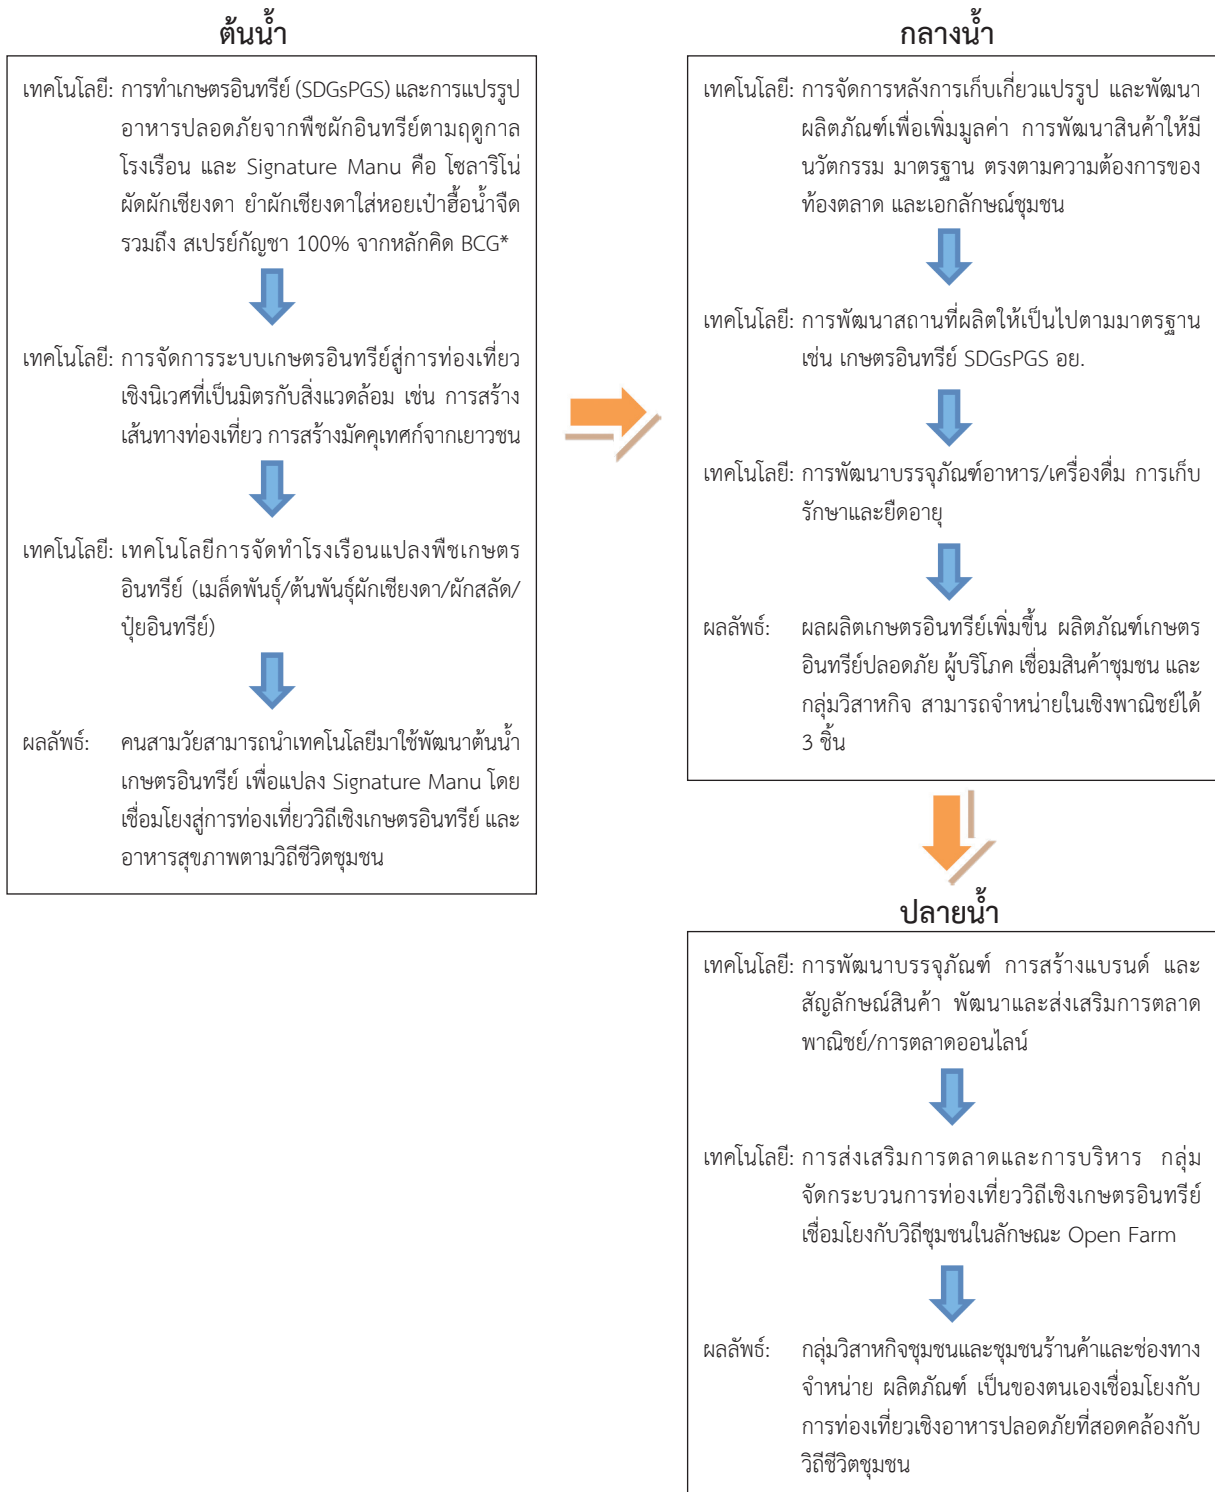 ต้นน้ำ
เทคโนโลยี: การทำเกษตรอินทรีย์ (SDGsPGS) และการแปรรูป
อาหารปลอดภัยจากพืชผักอินทรีย์ตามฤดูกาล
โรงเรือน และ Signature Manu คือ โซลาริโน่
ผัดผักเชียงดา ยำผักเชียงดาใส่หอยเป๋าฮื้อน้ำจืด
รวมถึง สเปรย์กัญชา 100% จากหลักคิด BCG*
เทคโนโลยี: การจัดการระบบเกษตรอินทรีย์สู่การท่องเที่ยว
เชิงนิเวศที่เป็นมิตรกับสิ่งแวดล้อม เช่น การสร้าง
เส้นทางท่องเที่ยว การสร้างมัคคุเทศก์จากเยาวชน
เทคโนโลยี: เทคโนโลยีการจัดทำโรงเรือนแปลงพืชเกษตร
อินทรีย์ (เมล็ดพันธุ์/ต้นพันธุ์ผักเชียงดา/ผักสลัด/
ปุ๋ยอินทรีย์)
ผลลัพธ์: คนสามวัยสามารถนำเทคโนโลยีมาใช้พัฒนาต้นน้ำ
เกษตรอินทรีย์ เพื่อแปลง Signature Manu โดย
เชื่อมโยงสู่การท่องเที่ยววิถีเชิงเกษตรอินทรีย์ และ
อาหารสุขภาพตามวิถีชีวิตชุมชน
กลางน้ำ
เทคโนโลยี: การจัดการหลังการเก็บเกี่ยวแปรรูป และพัฒนา
ผลิตภัณฑ์เพื่อเพิ่มมูลค่า การพัฒนาสินค้าให้มี
นวัตกรรม มาตรฐาน ตรงตามความต้องการของ
ท้องตลาด และเอกลักษณ์ชุมชน
เทคโนโลยี: การพัฒนาสถานที่ผลิตให้เป็นไปตามมาตรฐาน
เช่น เกษตรอินทรีย์ SDGsPGS อย.
เทคโนโลยี: การพัฒนาบรรจุภัณฑ์อาหาร/เครื่องดื่ม การเก็บ
รักษาและยืดอายุ
ผลลัพธ์: ผลผลิตเกษตรอินทรีย์เพิ่มขึ้น ผลิตภัณฑ์เกษตร
อินทรีย์ปลอดภัย ผู้บริโภค เชื่อมสินค้าชุมชน และ
กลุ่มวิสาหกิจ สามารถจำหน่ายในเชิงพาณิชย์ได้
3 ชิ้น
ปลายน้ำ
เทคโนโลยี: การพัฒนาบรรจุภัณฑ์ การสร้างแบรนด์ และ
สัญลักษณ์สินค้า พัฒนาและส่งเสริมการตลาด
พาณิชย์/การตลาดออนไลน์
เทคโนโลยี: การส่งเสริมการตลาดและการบริหาร กลุ่ม
จัดกระบวนการท่องเที่ยววิถีเชิงเกษตรอินทรีย์
เชื่อมโยงกับวิถีชุมชนในลักษณะ Open Farm
ผลลัพธ์: กลุ่มวิสาหกิจชุมชนและชุมชนร้านค้าและช่องทาง
จำหน่าย ผลิตภัณฑ์ เป็นของตนเองเชื่อมโยงกับ
การท่องเที่ยวเชิงอาหารปลอดภัยที่สอดคล้องกับ
วิถีชีวิตชุมชน